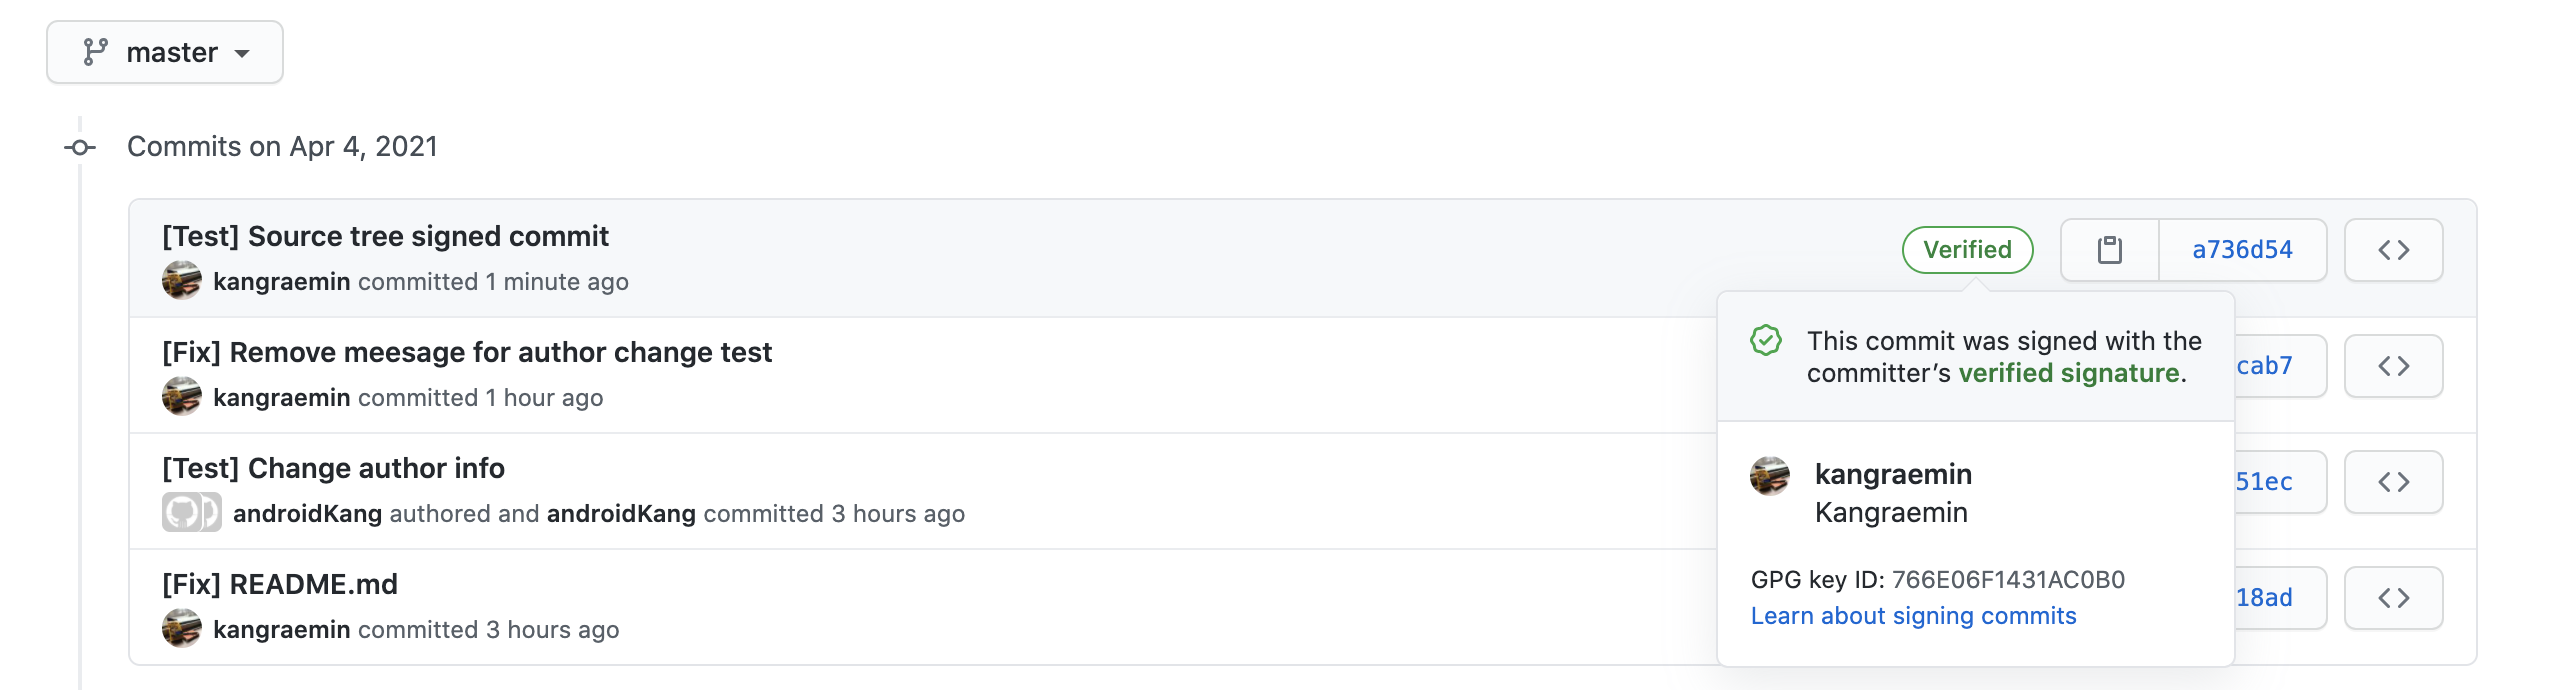 master
Commits on Apr 4, 2021
[Test] Source tree signed commit
kangraemin committed 1 minute ago
Verified
a736d54
This commit was signed with the
committer's verified signature.
kangraemin
Kangraemin
GPG key ID: 766E06F1431AC0B0
Learn about signing commits
[Fix] Remove meesage for author change test
kangraemin committed 1 hour ago
cab7
[Test] Change author info
androidKang authored and androidKang committed 3 hours ago
51ec
[Fix] README.md
kangraemin committed 3 hours ago
18ad